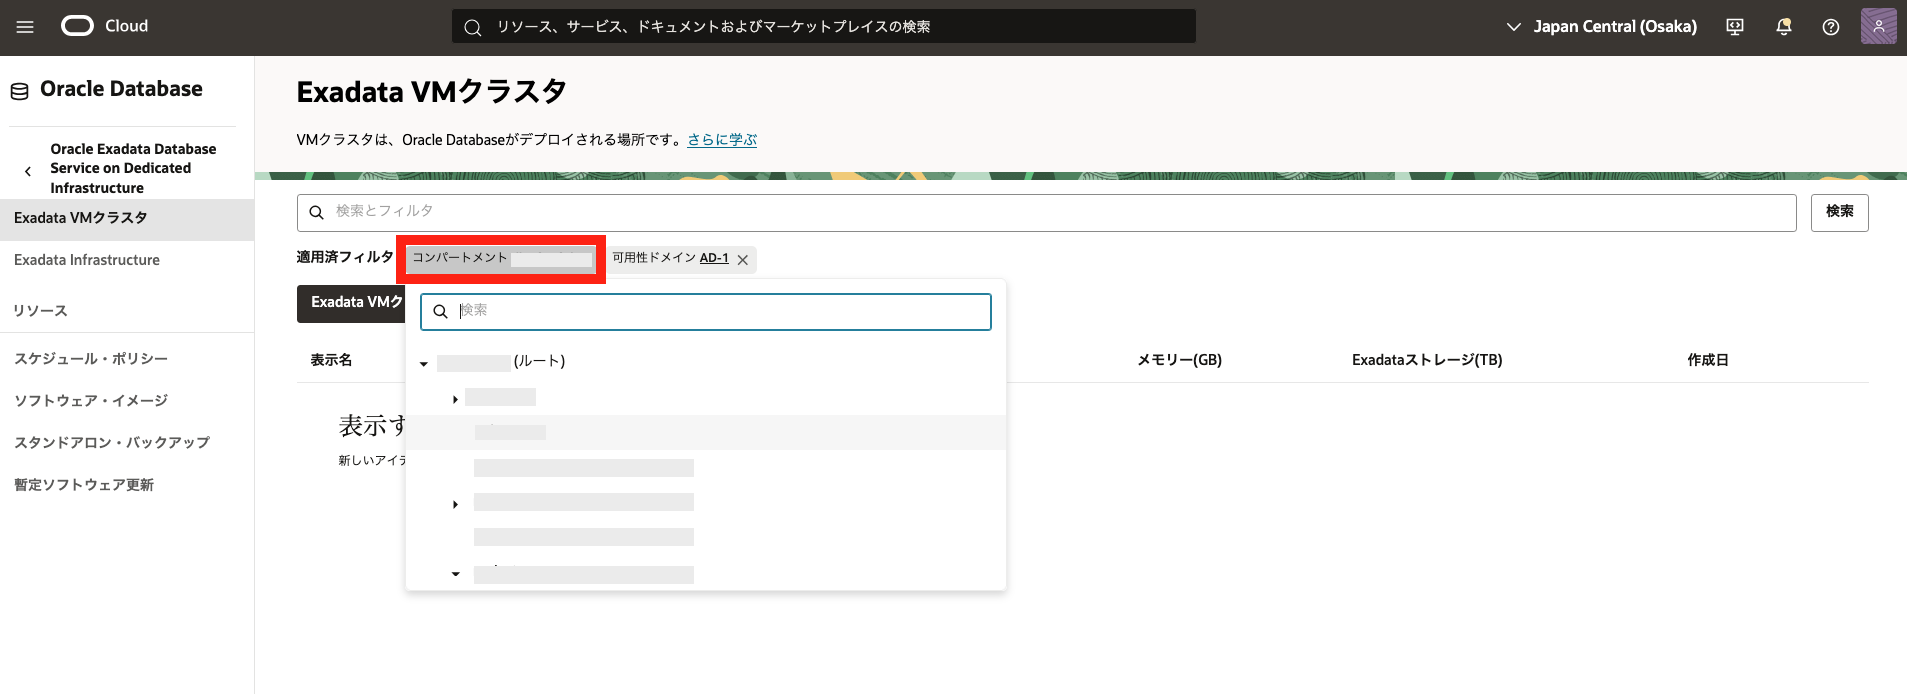 Cloud
リソース、サービス、ドキュメントおよびマーケットプレイスの検索
Japan Central (Osaka)
Oracle Database
Oracle Exadata Database
Service on Dedicated
Infrastructure
Exadata VMクラスタ
Exadata Infrastructure
リソース
スケジュール・ポリシー
ソフトウェア・イメージ
スタンドアロン・バックアップ
暫定ソフトウェア更新
Exadata VMクラスタ
VMクラスタは、Oracle Databaseがデプロイされる場所です。さらに学ぶ
検索とフィルタ
検索
適用済フィルタ コンパートメント 可用性ドメイン AD-1
Exadata VMク
検索
表示名 メモリー(GB) Exadataストレージ(TB) 作成日
(ルート)
表示す
新しいアイテ